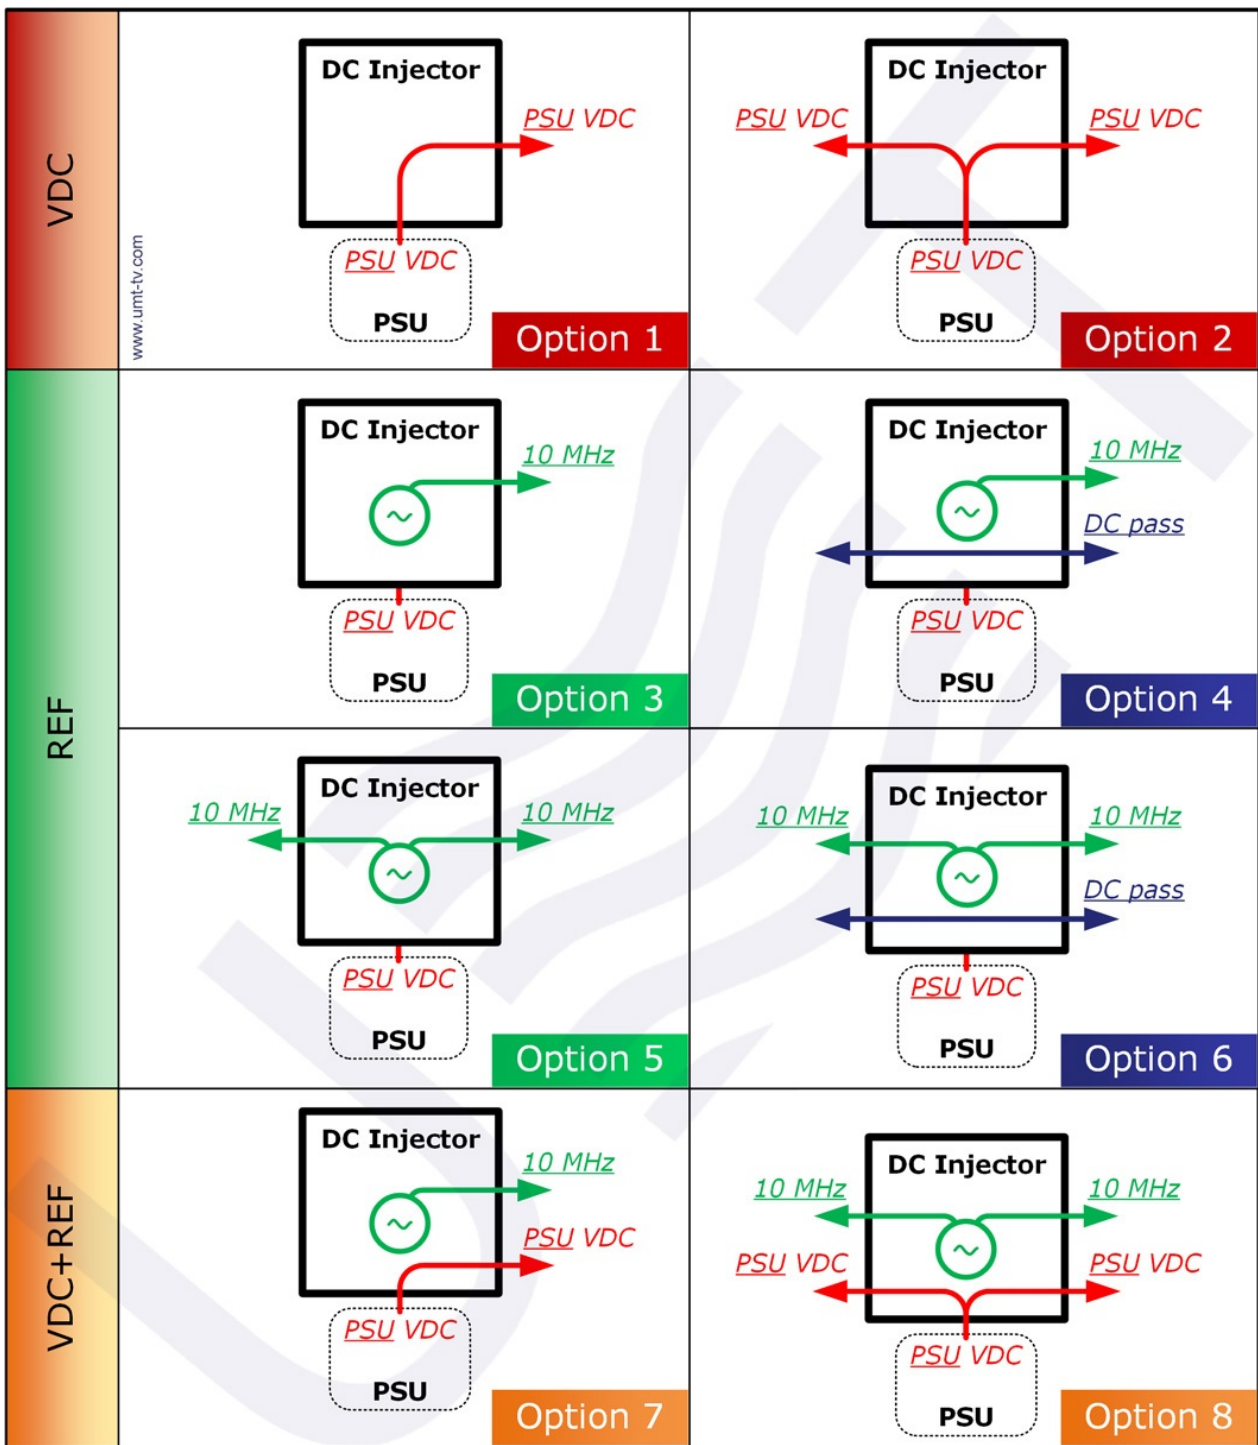 VDC
www.umt-tv.com
DC Injector
PSU VDC
PSU VDC
PSU
Option 1
DC Injector
PSU VDC
PSU VDC
PSU VDC
PSU
Option 2
REF
DC Injector
10 MHz
PSU VDC
PSU
Option 3
DC Injector
10 MHz
DC pass
PSU VDC
PSU
Option 4
DC Injector
10 MHz
10 MHz
PSU VDC
PSU
Option 5
DC Injector
10 MHz
10 MHz
DC pass
PSU VDC
PSU
Option 6
VDC+REF
DC Injector
10 MHz
PSU VDC
PSU VDC
PSU
Option 7
DC Injector
10 MHz
10 MHz
PSU VDC
PSU VDC
PSU VDC
PSU
Option 8